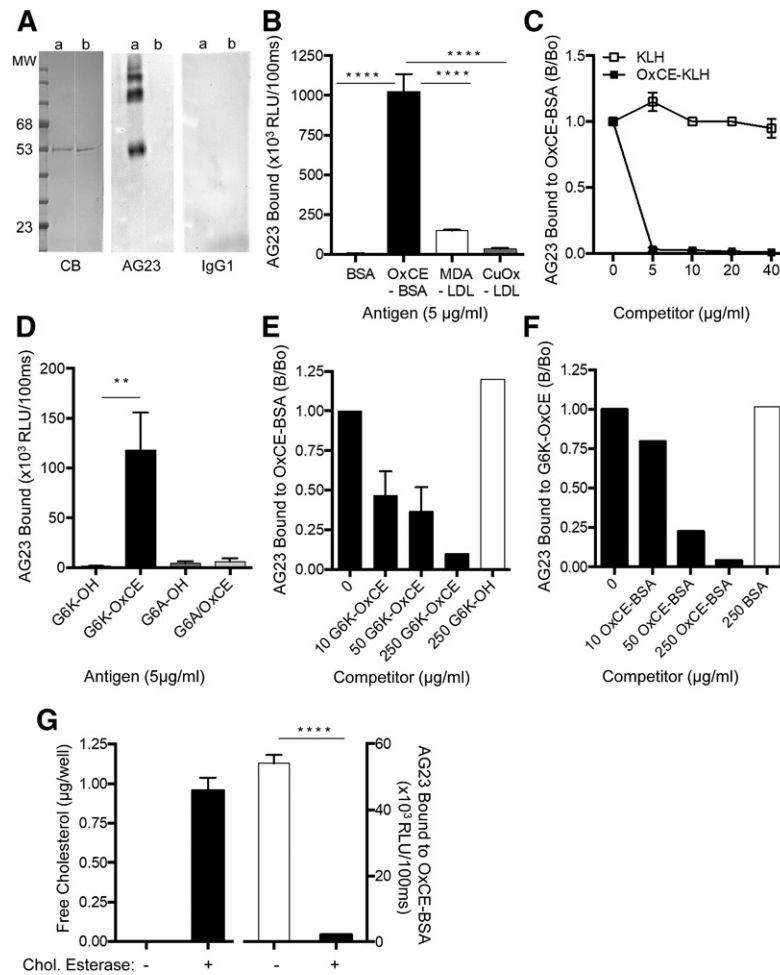 A
a b
a b
a b
MW
68
53
23
CB
AG23
IgG1
B
AG23 Bound (x10³ RLU/100ms)
1250
1000
750
500
250
0
****
****
****
BSA
OxCE - BSA
MDA - LDL
CuOx - LDL
Antigen (5 µg/ml)
C
AG23 Bound to OxCE-BSA (B/Bo)
1.5
1.0
0.5
0.0
KLH
OxCE-KLH
0 5 10 20 40
Competitor (µg/ml)
D
AG23 Bound (x10³ RLU/100ms)
200
150
100
50
0
**
G6K-OH
G6K-OxCE
G6A-OH
G6A/OxCE
Antigen (5µg/ml)
E
AG23 Bound to OxCE-BSA (B/Bo)
1.25
1.00
0.75
0.50
0.25
0.00
0
10 G6K-OxCE
50 G6K-OxCE
250 G6K-OxCE
250 G6K-OH
Competitor (µg/ml)
F
AG23 Bound to G6K-OxCE (B/Bo)
1.25
1.00
0.75
0.50
0.25
0.00
0
10 OxCE-BSA
50 OxCE-BSA
250 OxCE-BSA
250 BSA
Competitor (µg/ml)
G
Free Cholesterol (µg/well)
1.25
1.00
0.75
0.50
0.25
0.00
****
60
40
20
0
AG23 Bound to OxCE-BSA
(x10³ RLU/100ms)
Chol. Esterase: - + - +